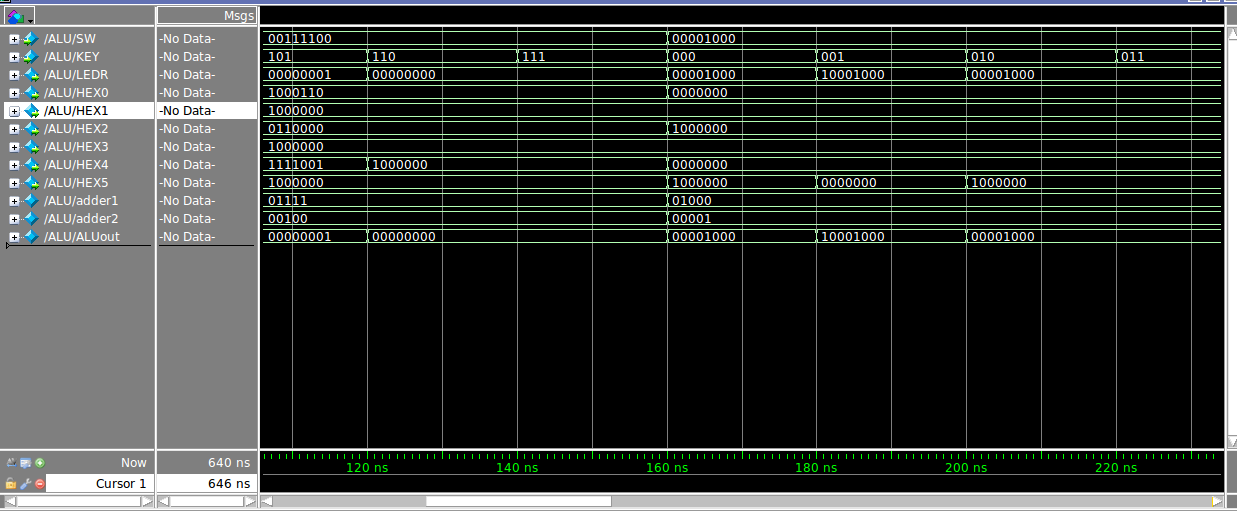 Msgs
/ALU/SW -No Data- 00111100 00001000
/ALU/KEY -No Data- 101 110 111 000 001 010 011
/ALU/LEDR -No Data- 00000001 00000000 00001000 10001000 00001000
/ALU/HEX0 -No Data- 1000110 0000000
/ALU/HEX1 -No Data- 1000000
/ALU/HEX2 -No Data- 0110000 1000000
/ALU/HEX3 -No Data- 1000000
/ALU/HEX4 -No Data- 1111001 1000000 0000000
/ALU/HEX5 -No Data- 1000000 1000000 0000000 1000000
/ALU/adder1 -No Data- 01111 01000
/ALU/adder2 -No Data- 00100 00001
/ALU/ALUout -No Data- 00000001 00000000 00001000 10001000 00001000
Now 640 ns 120 ns 140 ns 160 ns 180 ns 200 ns 220 ns
Cursor 1 646 ns